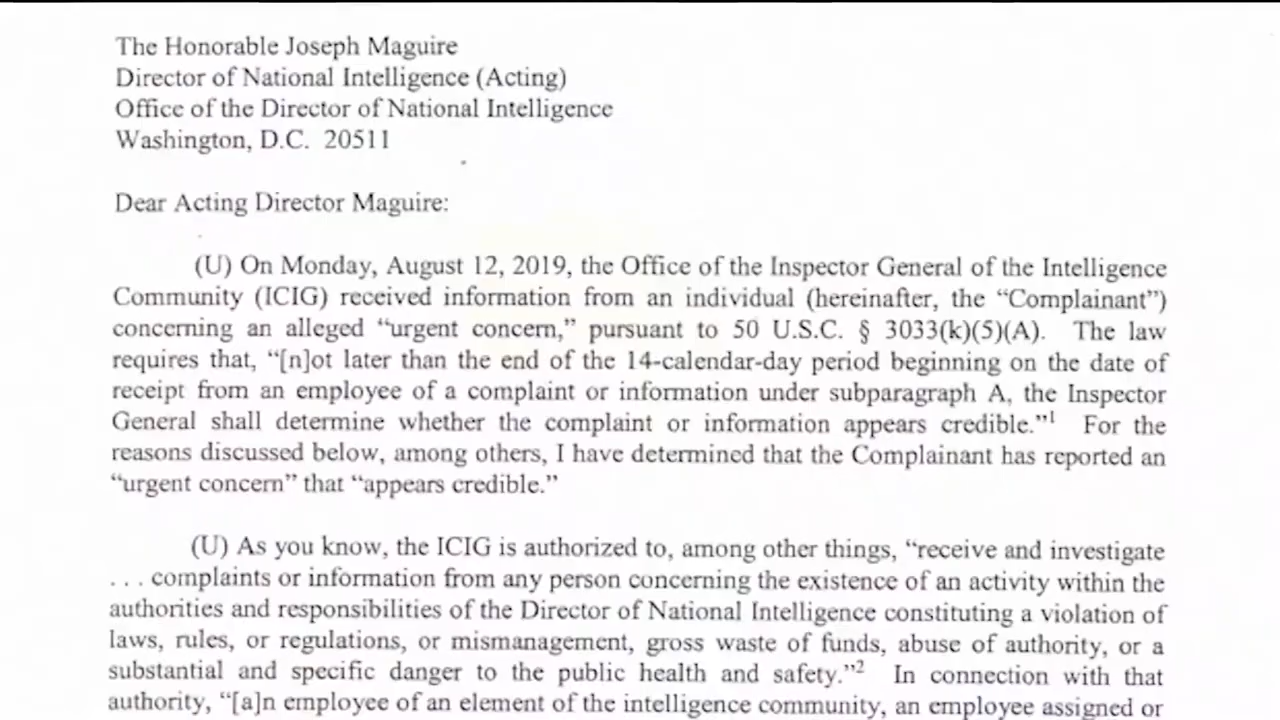 The Honorable Joseph Maguire
Director of National Intelligence (Acting)
Office of the Director of National Intelligence
Washington, D.C. 20511
Dear Acting Director Maguire:
(U) On Monday, August 12, 2019, the Office of the Inspector General of the Intelligence
Community (ICIG) received information from an individual (hereinafter, the “Complainant”)
concerning an alleged “urgent concern,” pursuant to 50 U.S.C. § 3033(k)(5)(A). The law
requires that, “[n]ot later than the end of the 14-calendar-day period beginning on the date of
receipt from an employee of a complaint or information under subparagraph A, the Inspector
General shall determine whether the complaint or information appears credible.”¹ For the
reasons discussed below, among others, I have determined that the Complainant has reported an
“urgent concern” that “appears credible.”
(U) As you know, the ICIG is authorized to, among other things, “receive and investigate
. . . complaints or information from any person concerning the existence of an activity within the
authorities and responsibilities of the Director of National Intelligence constituting a violation of
laws, rules, or regulations, or mismanagement, gross waste of funds, abuse of authority, or a
substantial and specific danger to the public health and safety.”² In connection with that
authority, “[a]n employee of an element of the intelligence community, an employee assigned or